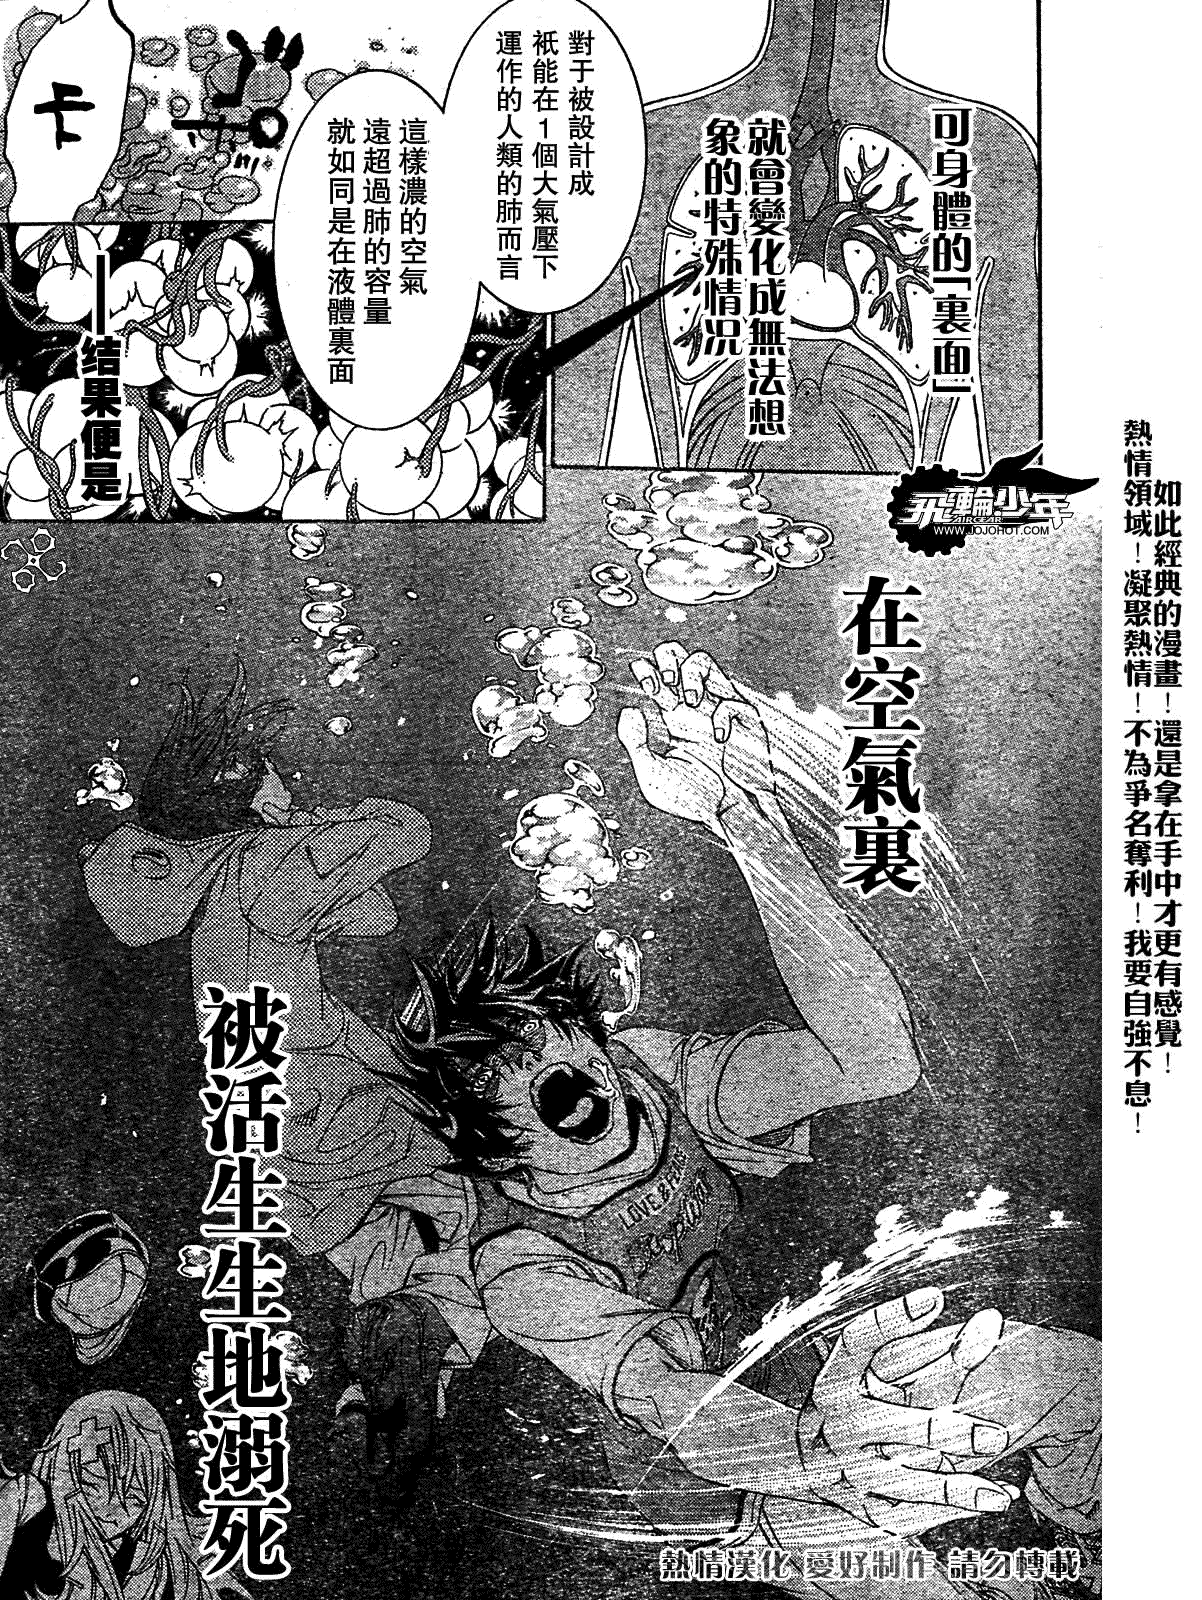 可身體的「裏面」
就會變化成無法想
象的特殊情況
對于被設計成
衹能在1個大氣壓下
運作的人類的肺而言
這樣濃的空氣
遠超過肺的容量
就如同是在液體裏面
卡
—结果便是
飛輪少年
AIRGEAR
WWW.JOJOHOT.COM
在空氣裏
被活生生地溺死
LOVE & PEACE
如此經典的漫畫！還是拿在手中才更有感覺！
熱情領域！凝聚熱情！不為爭名奪利！我要自強不息！
熱情漢化 愛好制作 請勿轉載